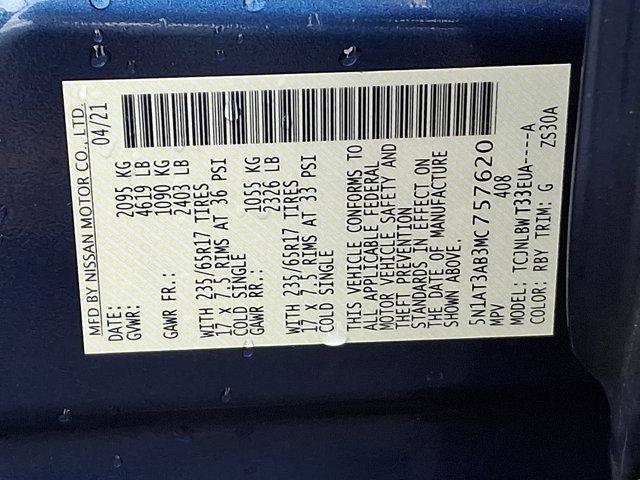 MFD BY NISSAN MOTOR CO., LTD.
DATE: 04/21
GVWR: 2095 KG
4619 LB
GAWR FR.: 1090 KG
2403 LB
WITH 235/65R17 TIRES
17 X 7.5 RIMS AT 36 PSI
COLD SINGLE
GAWR RR.: 1055 KG
2326 LB
WITH 235/65R17 TIRES
17 X 7.5 RIMS AT 33 PSI
COLD SINGLE
THIS VEHICLE CONFORMS TO
ALL APPLICABLE FEDERAL
MOTOR VEHICLE SAFETY AND
THEFT PREVENTION
STANDARDS IN EFFECT ON
THE DATE OF MANUFACTURE
SHOWN ABOVE.
5N1AT3AB3MC757620
MPV 408
MODEL: TCJNLBWT33EUA----A
COLOR: RBY TRIM: G ZS30A